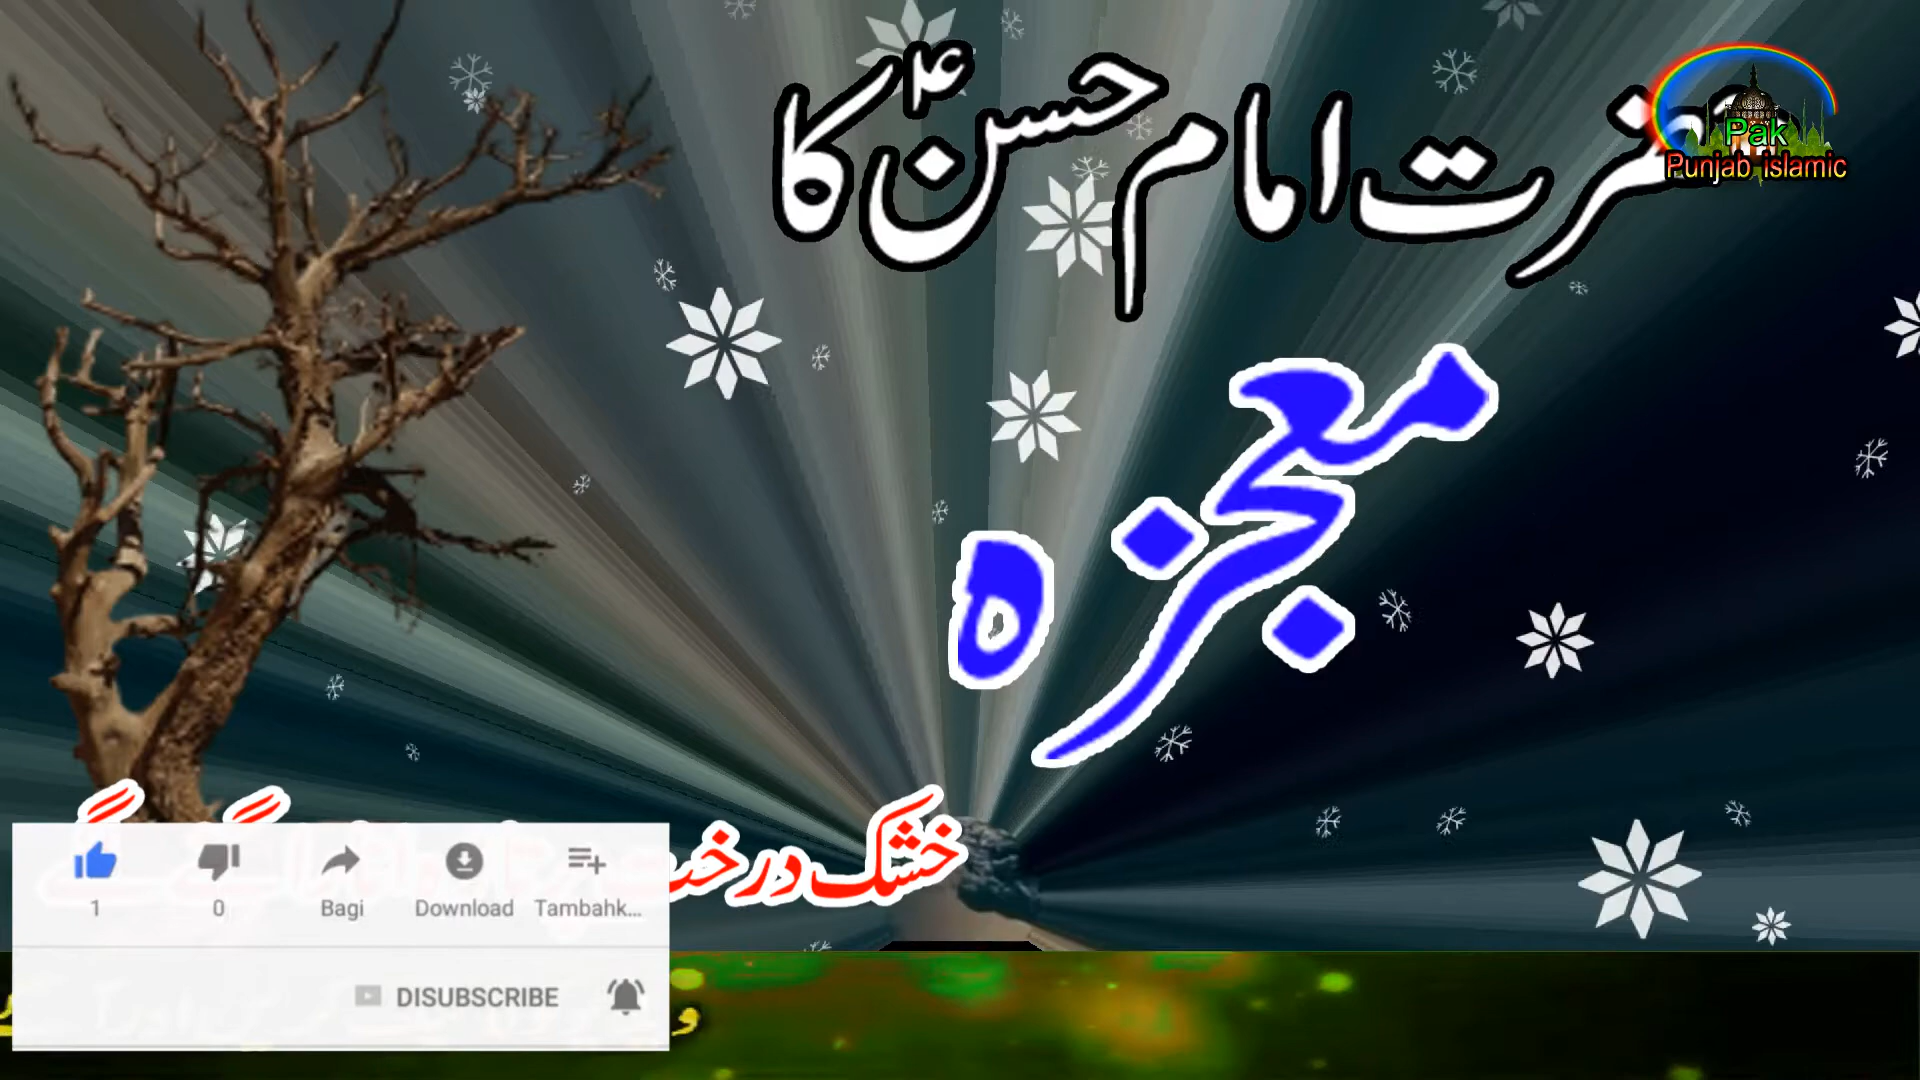 حضرت امام حسنؑ کا
Pak
Punjab islamic
معجزہ
خشک درخت
1 0 Bagi Download Tambahk...
DISUBSCRIBE